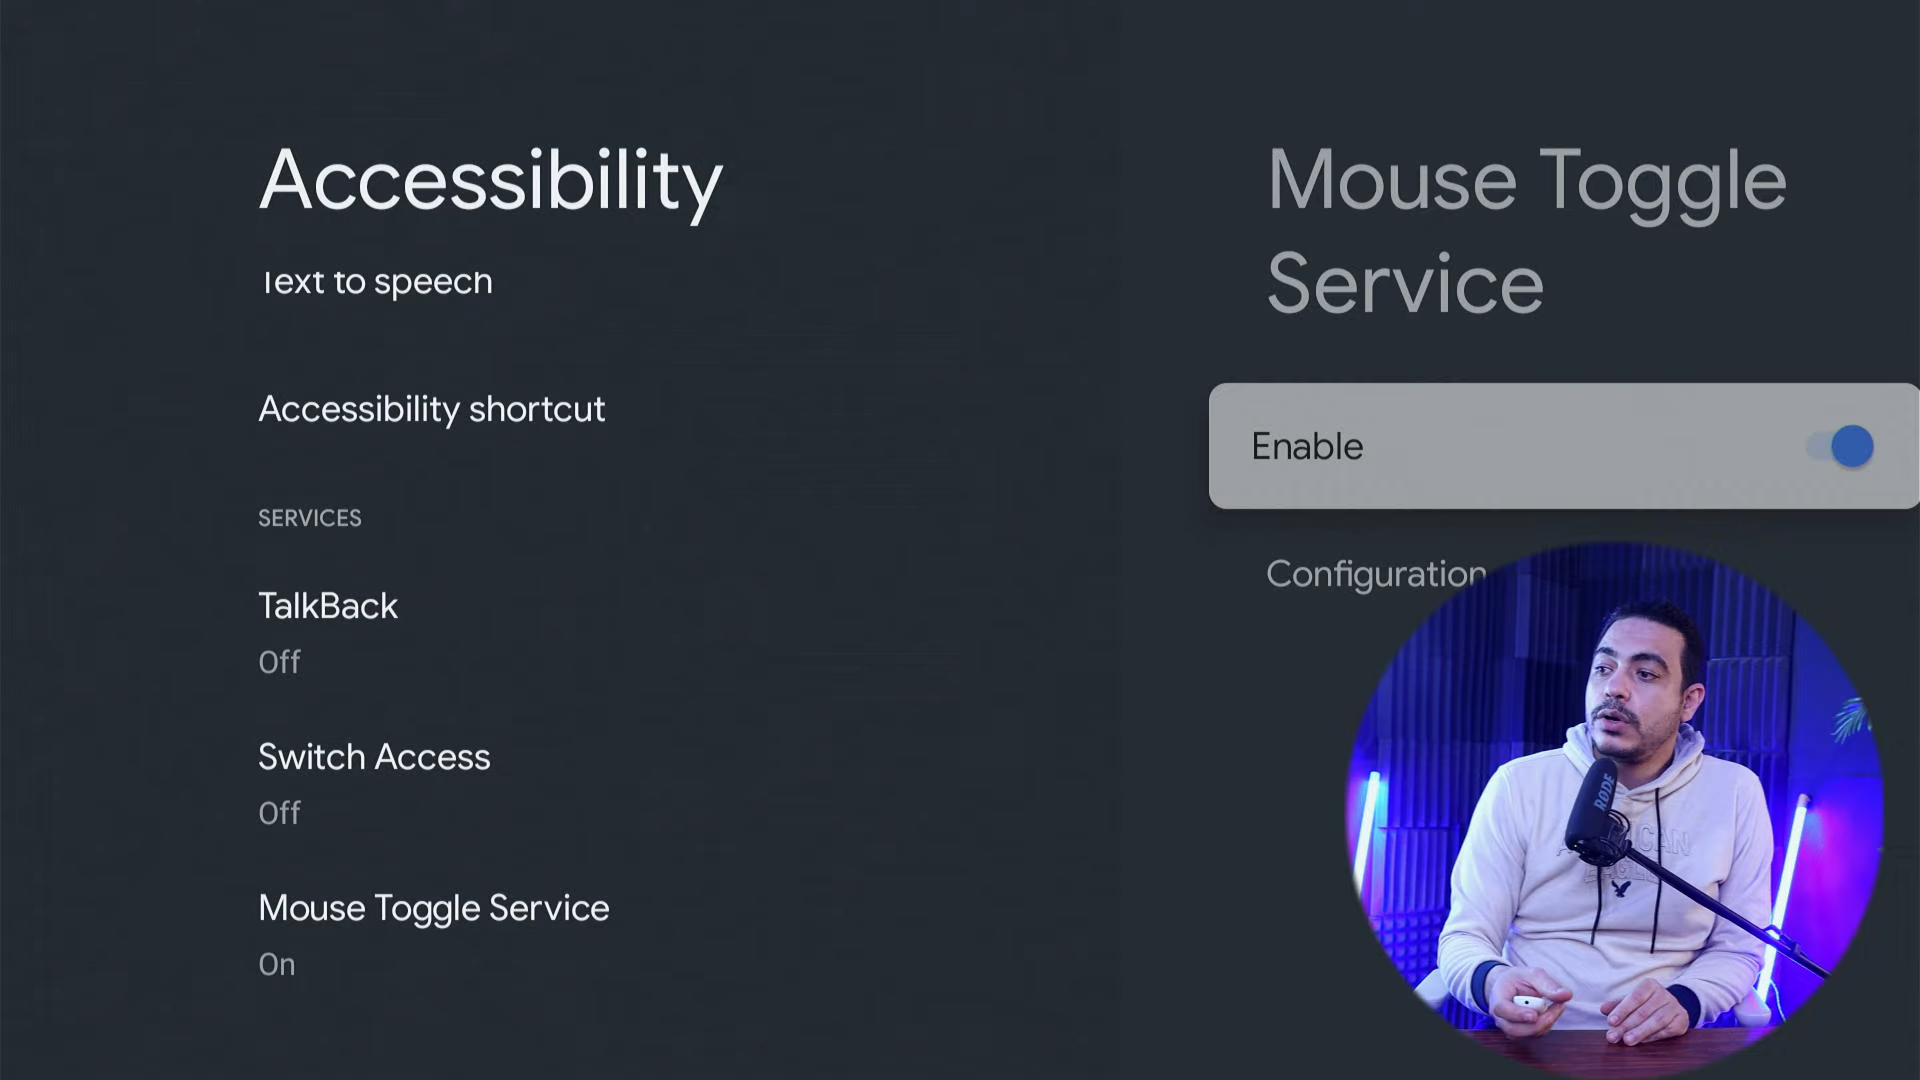 Accessibility
Text to speech
Accessibility shortcut
SERVICES
TalkBack
Off
Switch Access
Off
Mouse Toggle Service
On
Mouse Toggle
Service
Enable
Configuration
RØDE